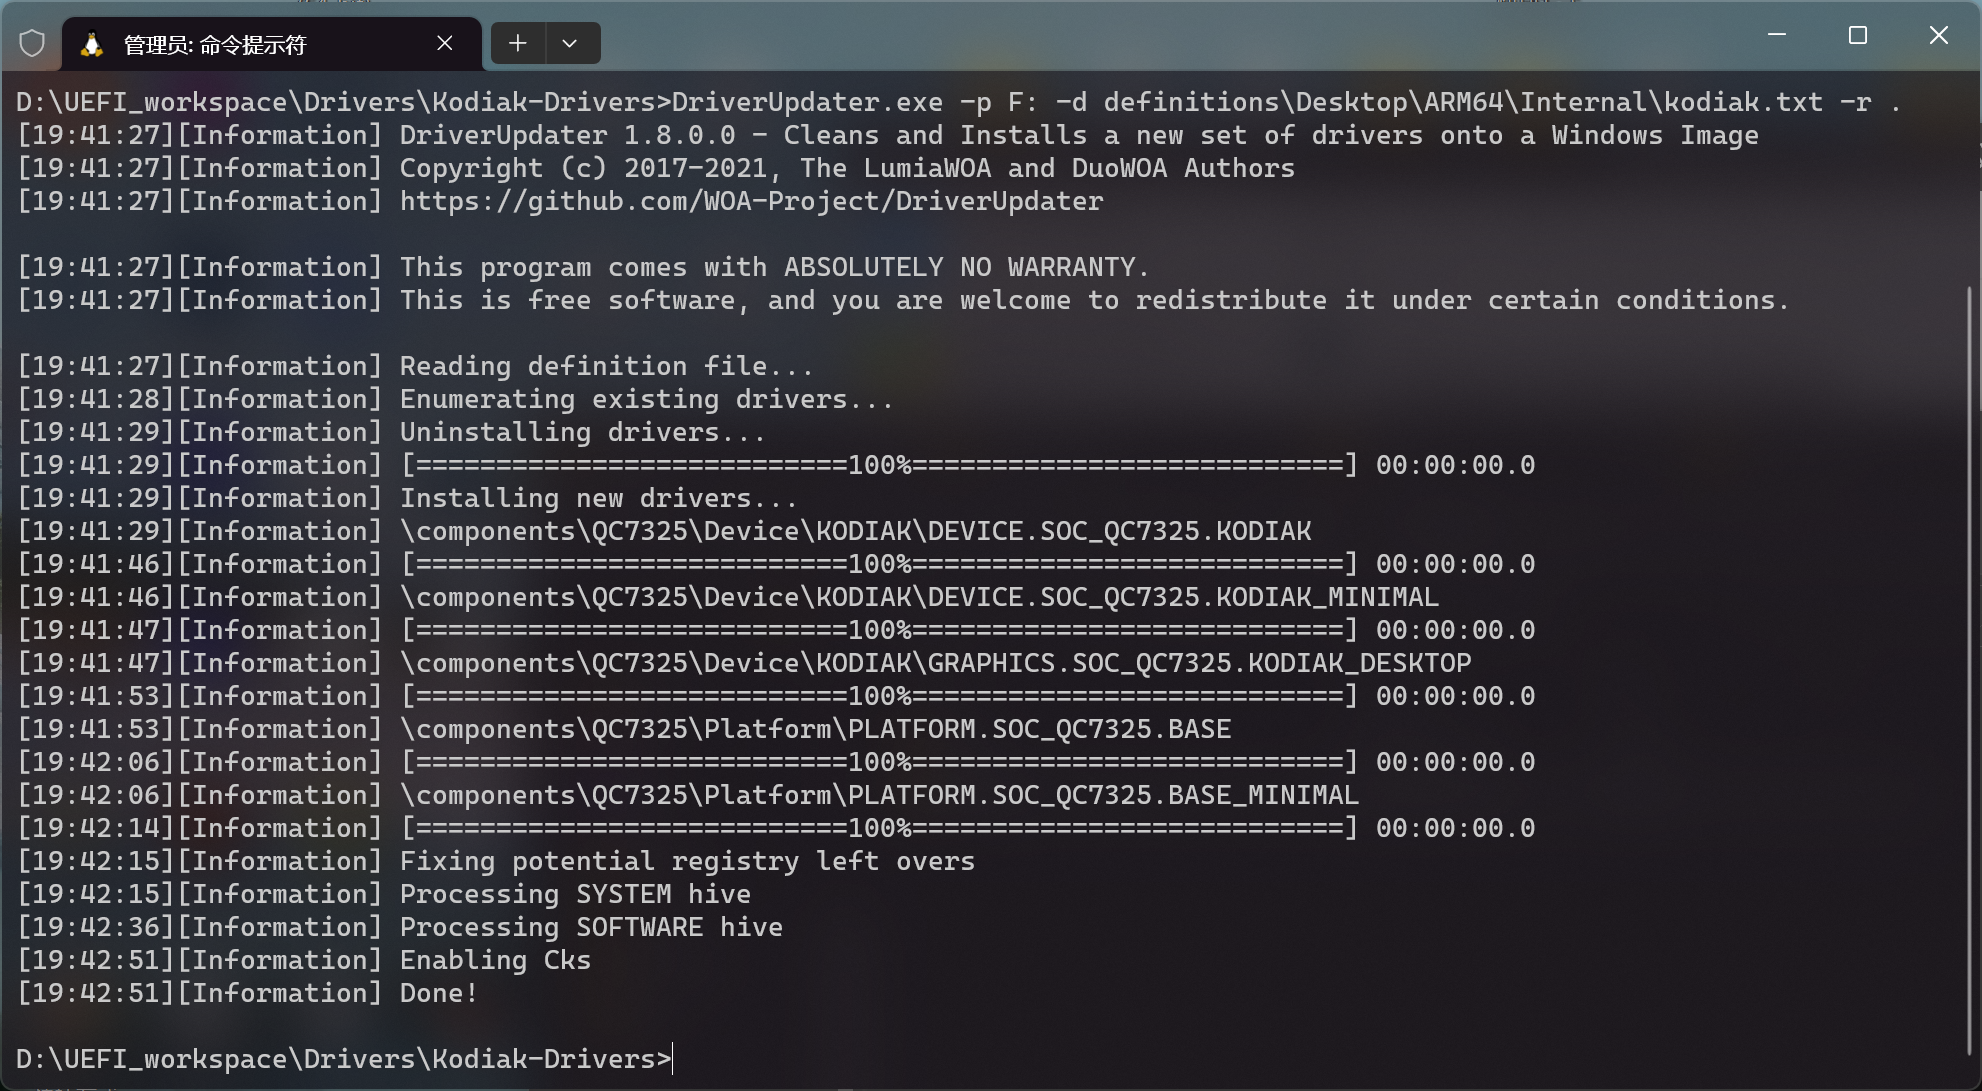 管理员: 命令提示符
D:\UEFI_workspace\Drivers\Kodiak-Drivers>DriverUpdater.exe -p F: -d definitions\Desktop\ARM64\Internal\kodiak.txt -r .
[19:41:27][Information] DriverUpdater 1.8.0.0 - Cleans and Installs a new set of drivers onto a Windows Image
[19:41:27][Information] Copyright (c) 2017-2021, The LumiaWOA and DuoWOA Authors
[19:41:27][Information] https://github.com/WOA-Project/DriverUpdater
[19:41:27][Information] This program comes with ABSOLUTELY NO WARRANTY.
[19:41:27][Information] This is free software, and you are welcome to redistribute it under certain conditions.
[19:41:27][Information] Reading definition file...
[19:41:28][Information] Enumerating existing drivers...
[19:41:29][Information] Uninstalling drivers...
[19:41:29][Information] [===========================100%===========================] 00:00:00.0
[19:41:29][Information] Installing new drivers...
[19:41:29][Information] \components\QC7325\Device\KODIAK\DEVICE.SOC_QC7325.KODIAK
[19:41:46][Information] [===========================100%===========================] 00:00:00.0
[19:41:46][Information] \components\QC7325\Device\KODIAK\DEVICE.SOC_QC7325.KODIAK_MINIMAL
[19:41:47][Information] [===========================100%===========================] 00:00:00.0
[19:41:47][Information] \components\QC7325\Device\KODIAK\GRAPHICS.SOC_QC7325.KODIAK_DESKTOP
[19:41:53][Information] [===========================100%===========================] 00:00:00.0
[19:41:53][Information] \components\QC7325\Platform\PLATFORM.SOC_QC7325.BASE
[19:42:06][Information] [===========================100%===========================] 00:00:00.0
[19:42:06][Information] \components\QC7325\Platform\PLATFORM.SOC_QC7325.BASE_MINIMAL
[19:42:14][Information] [===========================100%===========================] 00:00:00.0
[19:42:15][Information] Fixing potential registry left overs
[19:42:15][Information] Processing SYSTEM hive
[19:42:36][Information] Processing SOFTWARE hive
[19:42:51][Information] Enabling Cks
[19:42:51][Information] Done!
D:\UEFI_workspace\Drivers\Kodiak-Drivers>